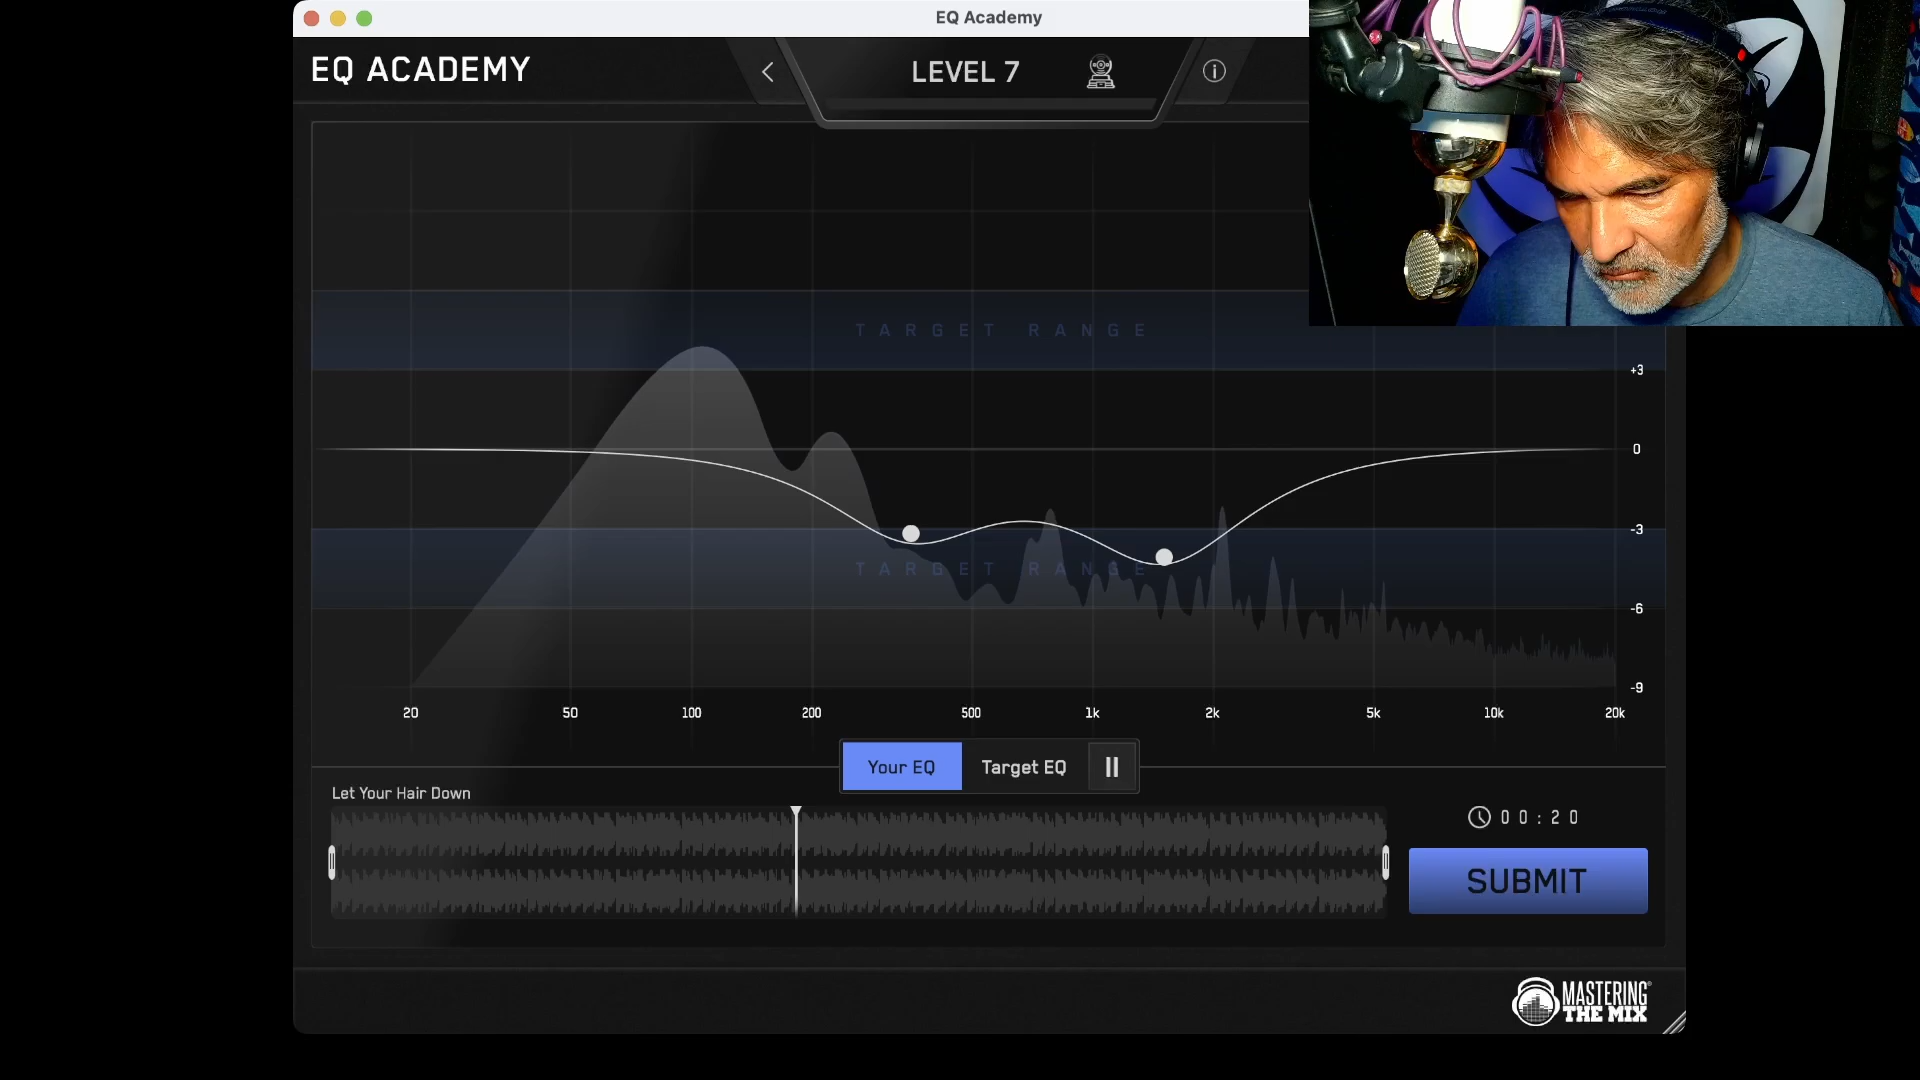 EQ Academy
EQ ACADEMY
LEVEL 7
TARGET RANGE
+3
0
-3
TARGET RANGE
-6
-9
20 50 100 200 500 1k 2k 5k 10k 20k
Your EQ Target EQ
Let Your Hair Down
00:20
SUBMIT
MASTERING
THE MIX